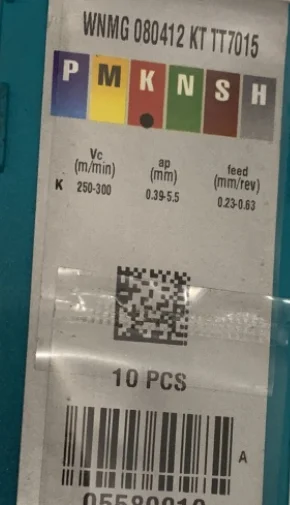 WNMG 080412 KT TT7015
P M K N S H
Vc (m/min) ap (mm) feed (mm/rev)
K 250-300 0.39-5.5 0.23-0.63
10 PCS
A